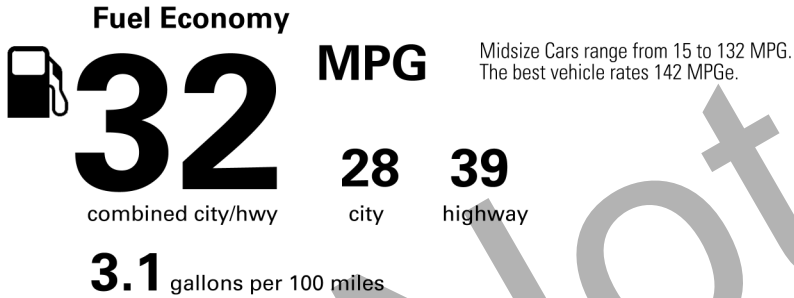 Fuel Economy
32 MPG
Midsize Cars range from 15 to 132 MPG.
The best vehicle rates 142 MPGe.
28 39
combined city/hwy city highway
3.1 gallons per 100 miles
Not